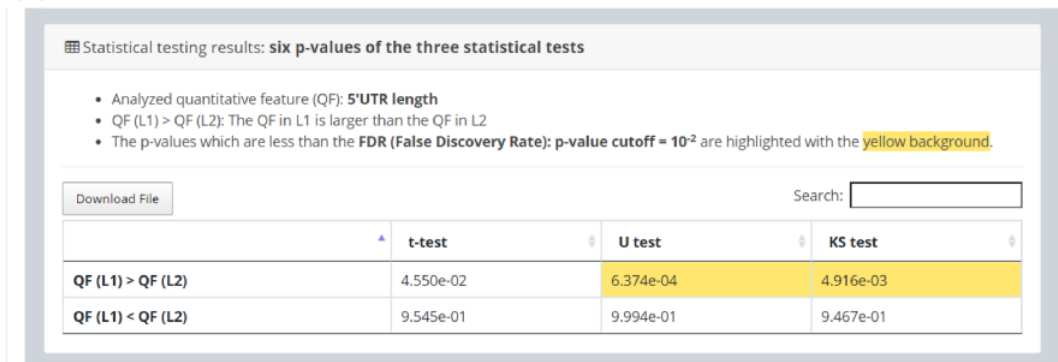 Statistical testing results: six p-values of the three statistical tests
• Analyzed quantitative feature (QF): 5'UTR length
• QF (L1) > QF (L2): The QF in L1 is larger than the QF in L2
• The p-values which are less than the FDR (False Discovery Rate): p-value cutoff = 10⁻² are highlighted with the yellow background.
Download File
Search:
t-test U test KS test
QF (L1) > QF (L2) 4.550e-02 6.374e-04 4.916e-03
QF (L1) < QF (L2) 9.545e-01 9.994e-01 9.467e-01